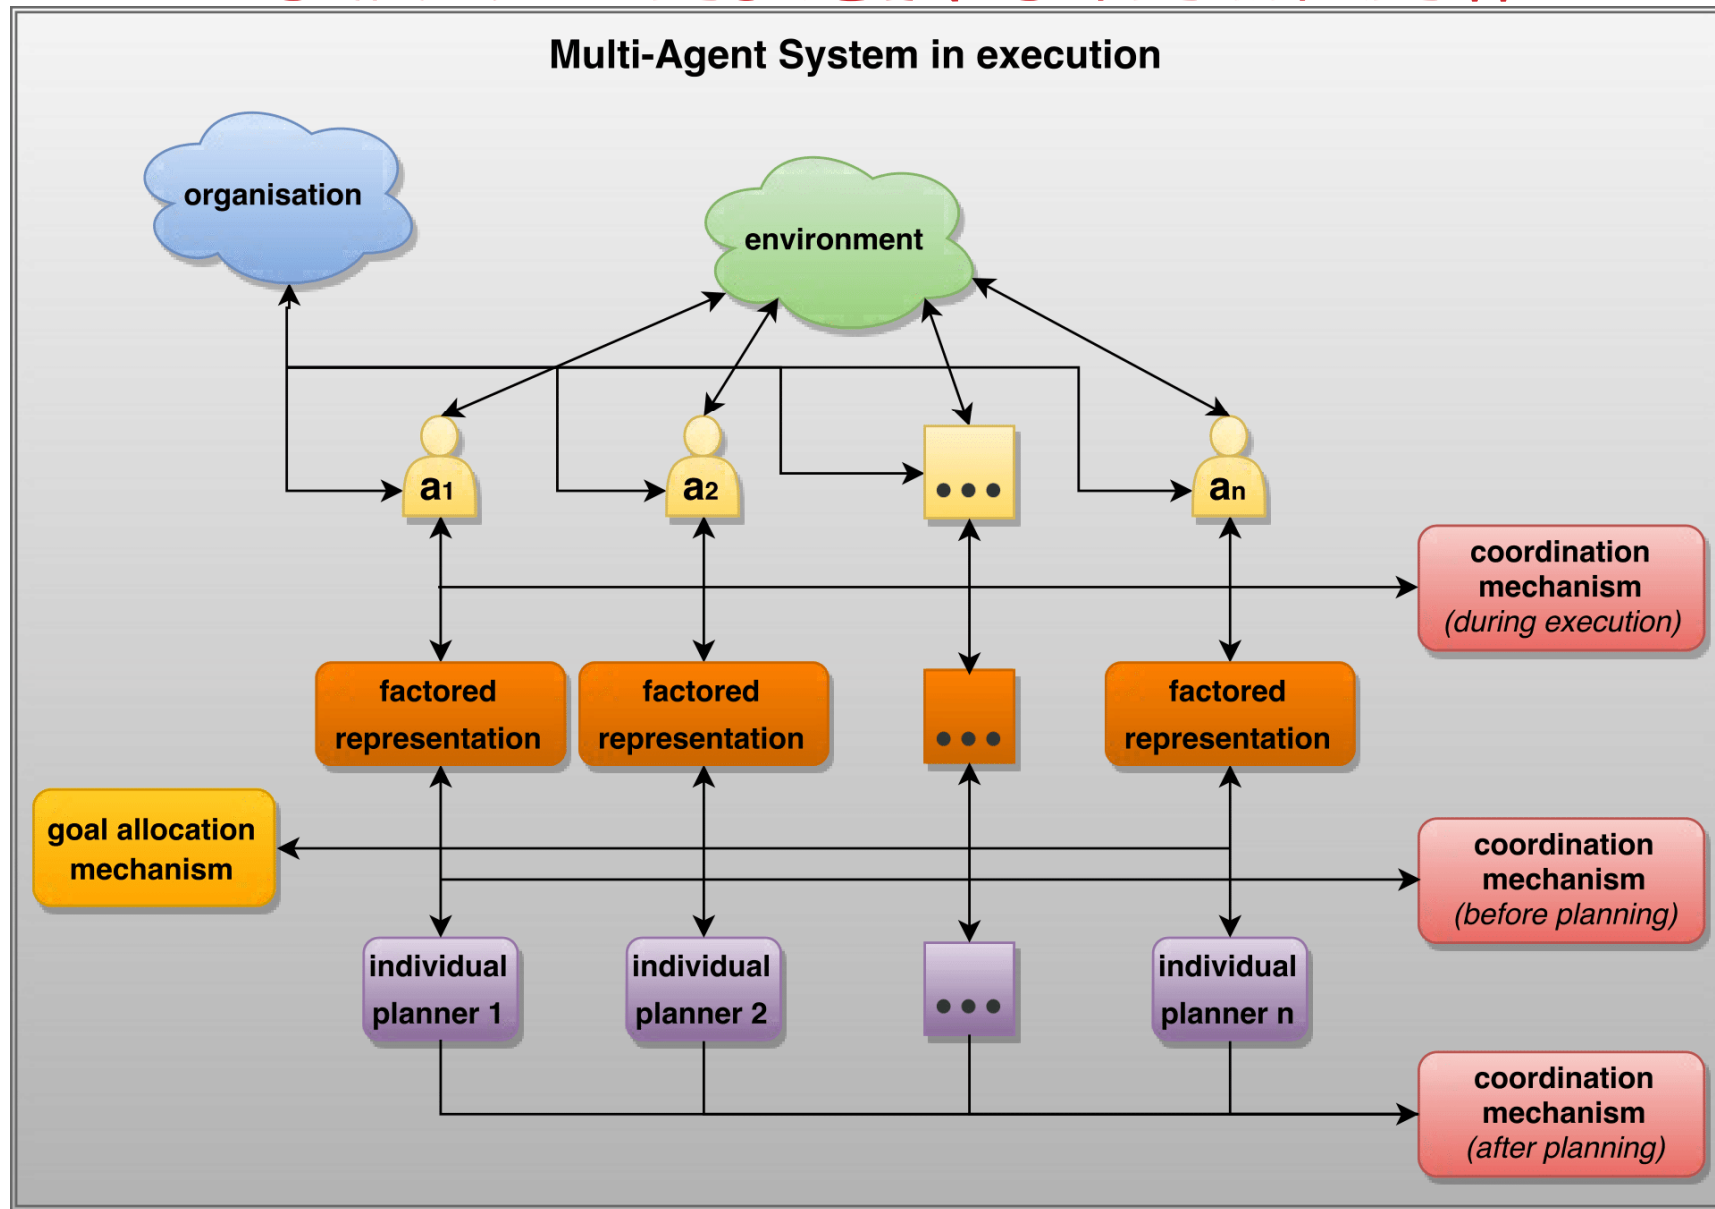 Multi-Agent System in execution
organisation
environment
a1
a2
...
an
coordination
mechanism
(during execution)
factored
representation
factored
representation
...
factored
representation
goal allocation
mechanism
coordination
mechanism
(before planning)
individual
planner 1
individual
planner 2
...
individual
planner n
coordination
mechanism
(after planning)